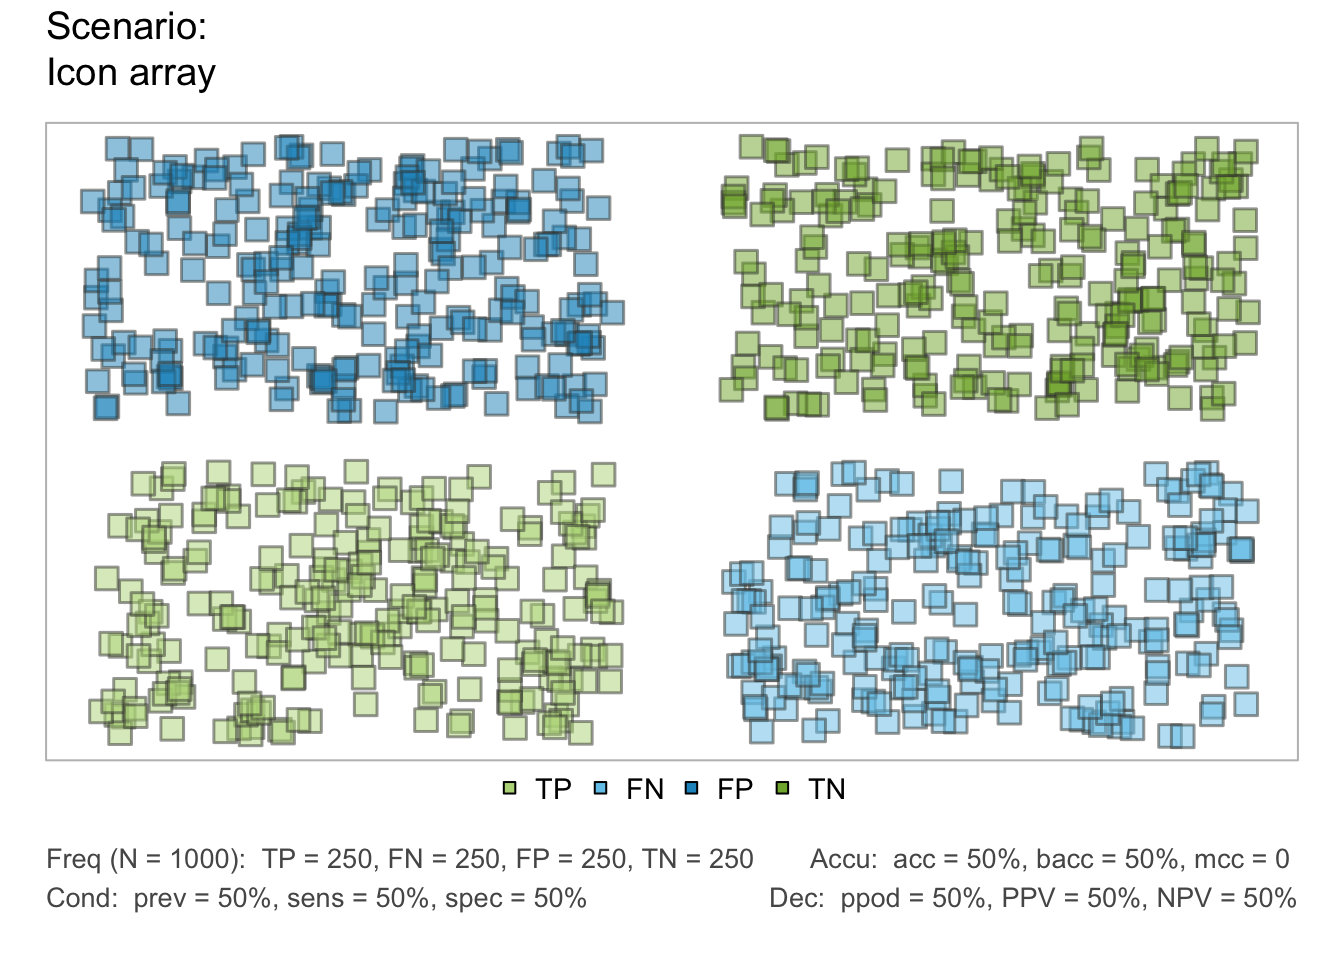 Scenario:
Icon array
TP FN FP TN
Freq (N = 1000): TP = 250, FN = 250, FP = 250, TN = 250 Accu: acc = 50%, bacc = 50%, mcc = 0
Cond: prev = 50%, sens = 50%, spec = 50% Dec: ppod = 50%, PPV = 50%, NPV = 50%